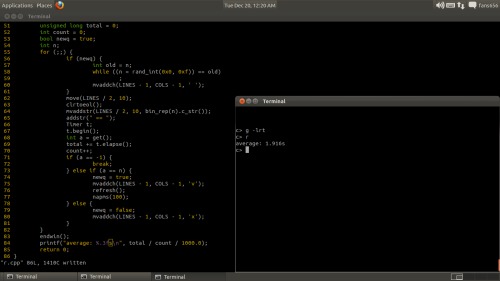 Applications Places
Tue Dec 20, 12:20 AM
fans656
Terminal
51 unsigned long total = 0;
52 int count = 0;
53 bool newq = true;
54 int n;
55 for (;;) {
56 if (newq) {
57 int old = n;
58 while ((n = rand_int(0x0, 0xf)) == old)
59 ;
60 mvaddch(LINES - 1, COLS - 1, ' ');
61 }
62 move(LINES / 2, 10);
63 clrtoeol();
64 mvaddstr(LINES / 2, 10, bin_rep(n).c_str());
65 addstr(" == ");
66 Timer t;
67 t.begin();
68 int a = get();
69 total += t.elapse();
70 count++;
71 if (a == -1) {
72 break;
73 } else if (a == n) {
74 newq = true;
75 mvaddch(LINES - 1, COLS - 1, 'v');
76 refresh();
77 napms(100);
78 } else {
79 newq = false;
80 mvaddch(LINES - 1, COLS - 1, 'x');
81 }
82 }
83 endwin();
84 printf("average: \n", total / count / 1000.0);
85 return 0;
86 }
"r.cpp" 86L, 1410C written
Terminal
c> g -lrt
c> r
average: 1.916s
c>
Terminal
Terminal
Terminal